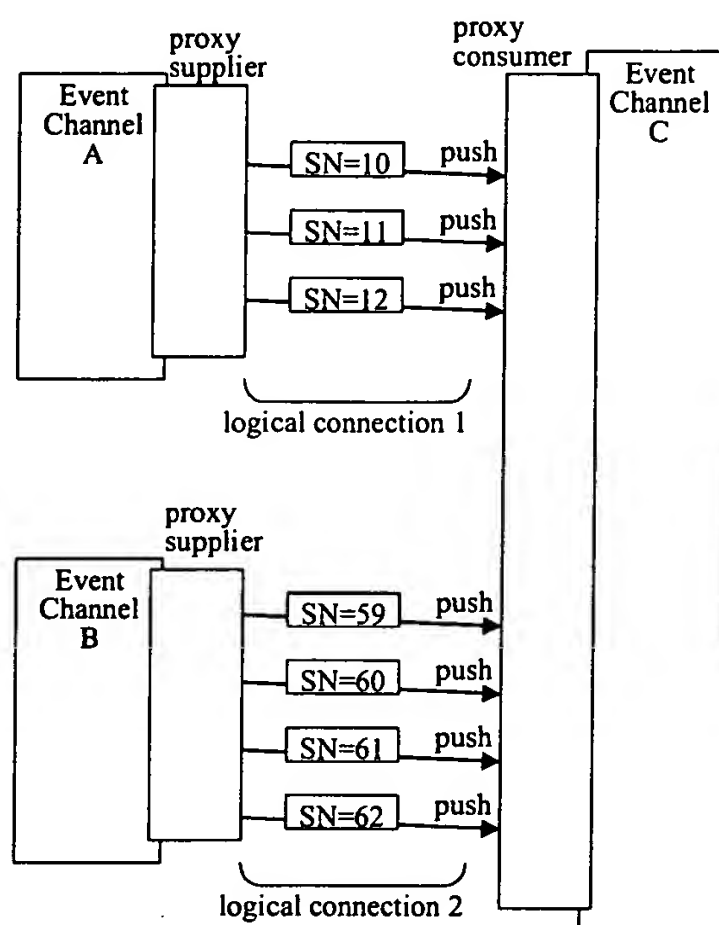 proxy
supplier
proxy
consumer
Event
Channel
A
Event
Channel
C
SN=10
push
SN=11
push
SN=12
push
logical connection 1
proxy
supplier
Event
Channel
B
SN=59
push
SN=60
push
SN=61
push
SN=62
push
logical connection 2